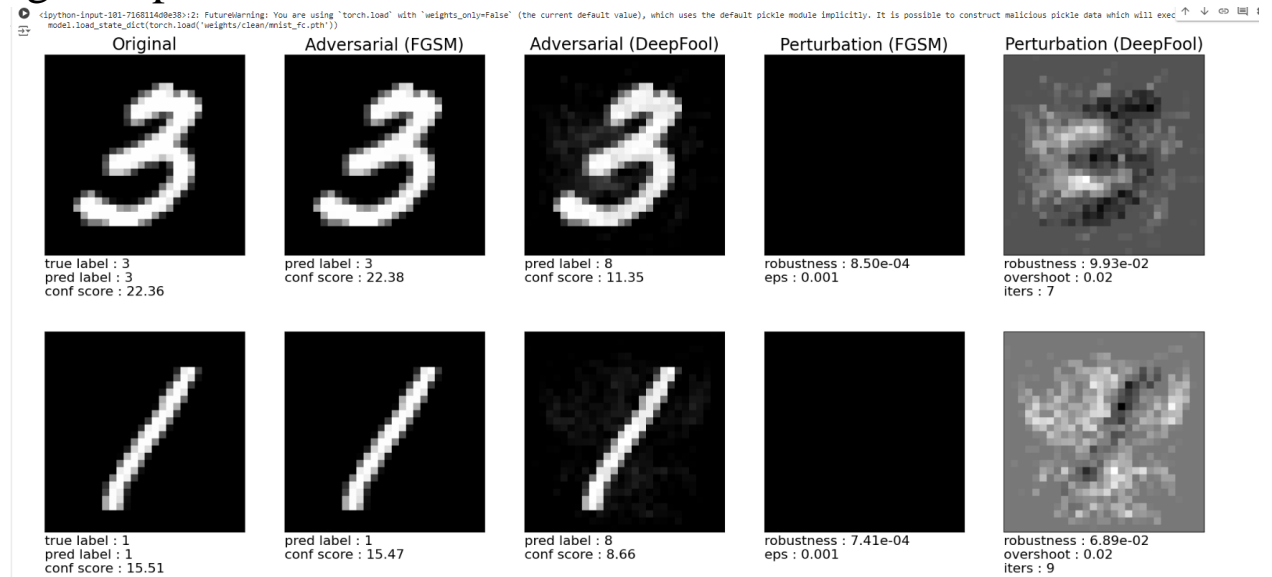 <ipython-input-101-7168114d0e38>:2: FutureWarning: You are using `torch.load` with `weights_only=False` (the current default value), which uses the default pickle module implicitly. It is possible to construct malicious pickle data which will exec
model.load_state_dict(torch.load('weights/clean/mnist_fc.pth'))
Original Adversarial (FGSM) Adversarial (DeepFool) Perturbation (FGSM) Perturbation (DeepFool)
true label : 3 pred label : 3 pred label : 8 robustness : 8.50e-04 robustness : 9.93e-02
pred label : 3 conf score : 22.38 conf score : 11.35 eps : 0.001 overshoot : 0.02
conf score : 22.36 iters : 7
true label : 1 pred label : 1 pred label : 8 robustness : 7.41e-04 robustness : 6.89e-02
pred label : 1 conf score : 15.47 conf score : 8.66 eps : 0.001 overshoot : 0.02
conf score : 15.51 iters : 9